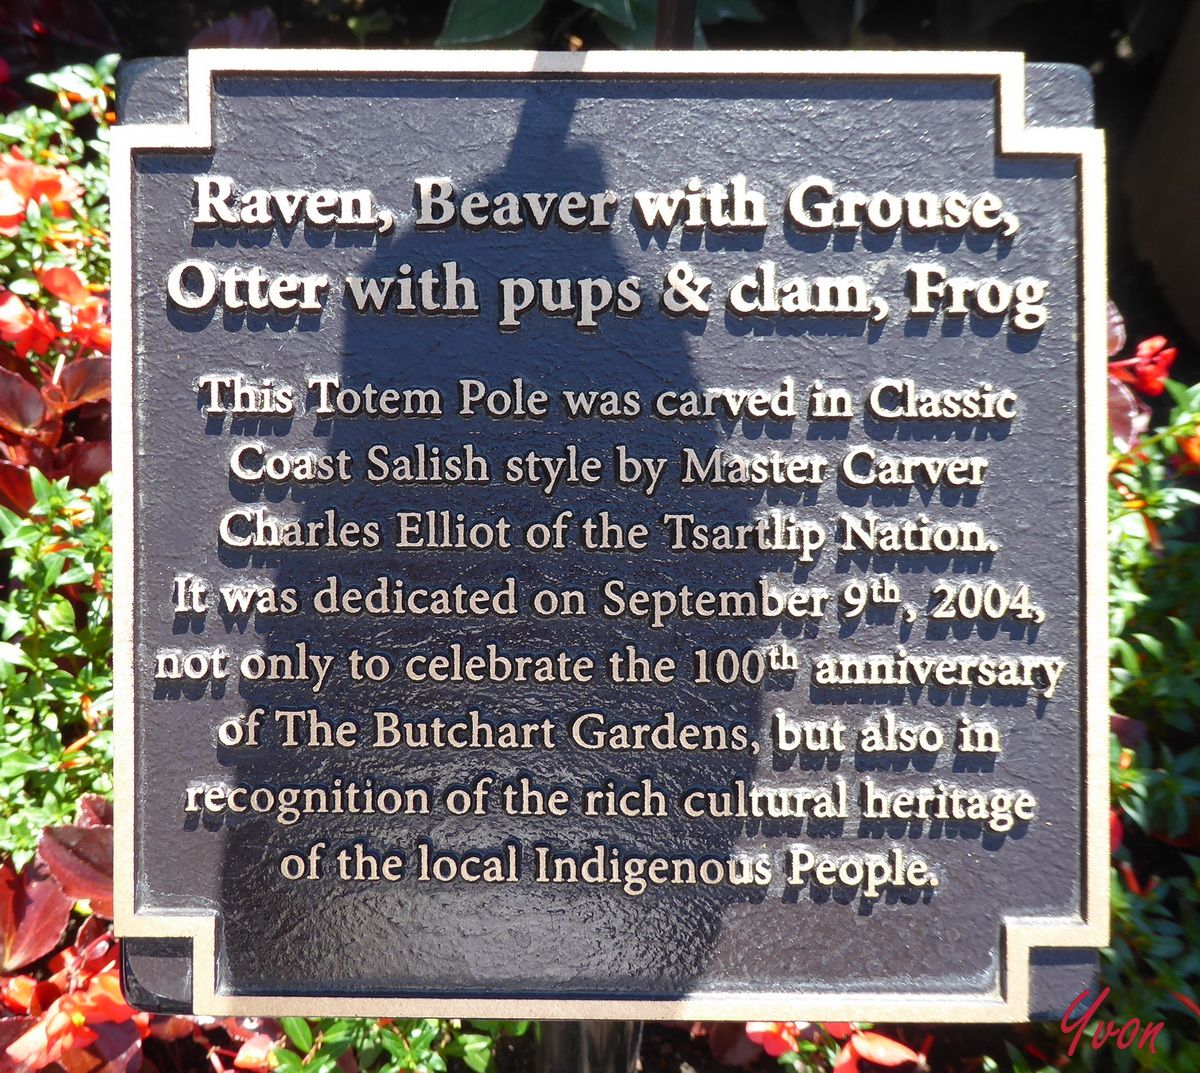 Raven, Beaver with Grouse,
Otter with pups & clam, Frog
This Totem Pole was carved in Classic
Coast Salish style by Master Carver
Charles Elliot of the Tsartlip Nation.
It was dedicated on September 9th, 2004,
not only to celebrate the 100th anniversary
of The Butchart Gardens, but also in
recognition of the rich cultural heritage
of the local Indigenous People.
Yvon